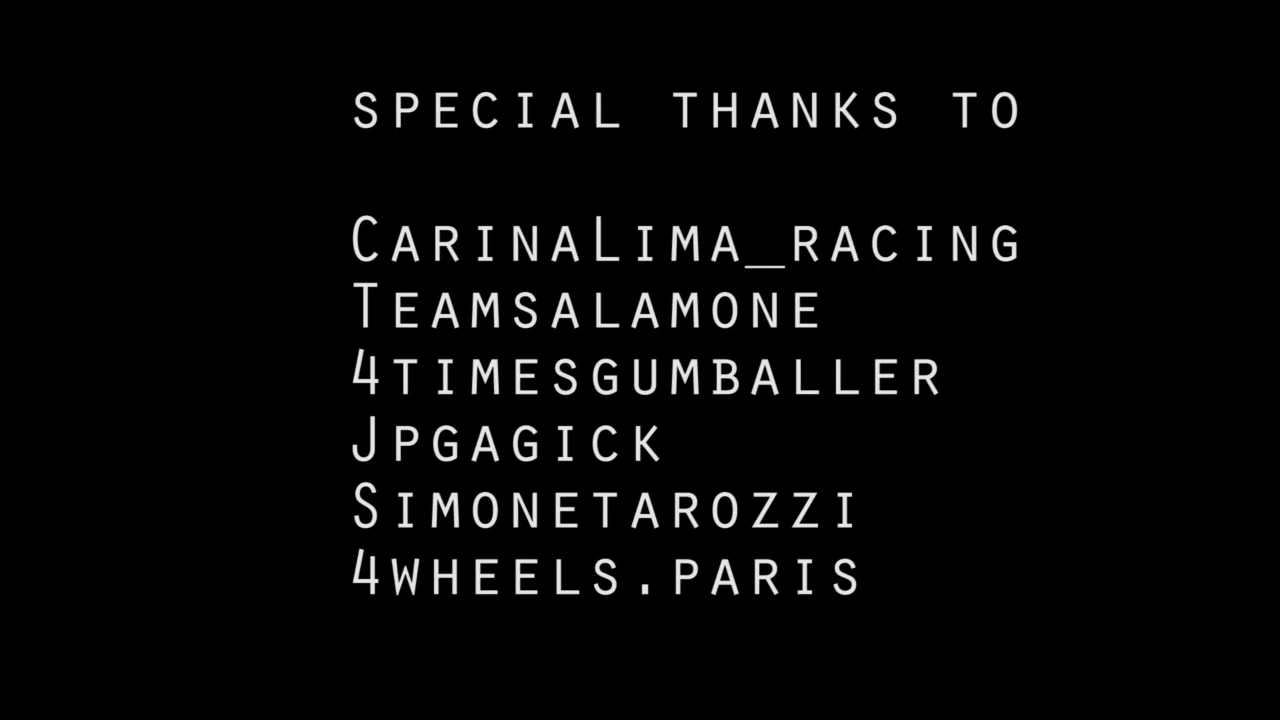 SPECIAL THANKS TO
CARINALIMA_RACING
TEAMSALAMONE
4TIMESGUMBALLER
JPGAGICK
SIMONETAROZZI
4WHEELS.PARIS